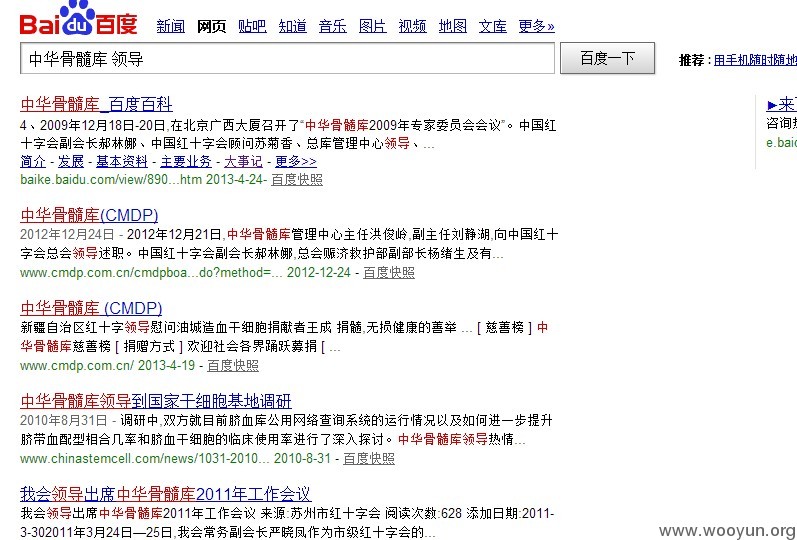 Bai du 百度 新闻 网页 贴吧 知道 音乐 图片 视频 地图 文库 更多»
中华骨髓库 领导 百度一下 推荐 : 用手机随时随地
中华骨髓库_百度百科
4、2009年12月18日-20日,在北京广西大厦召开了“中华骨髓库2009年专家委员会会议”。中国红
十字会副会长郝林娜、中国红十字会顾问苏菊香、总库管理中心领导、...
简介 - 发展 - 基本资料 - 主要业务 - 大事记 - 更多>>
baike.baidu.com/view/890...htm 2013-4-24 - 百度快照
▶来
咨询热
e.baid
中华骨髓库(CMDP)
2012年12月24日 - 2012年12月21日,中华骨髓库管理中心主任洪俊岭,副主任刘静湖,向中国红十
字会总会领导述职。中国红十字会副会长郝林娜,总会赈济救护部副部长杨绪生及有...
www.cmdp.com.cn/cmdpboa...do?method=... 2012-12-24 - 百度快照
中华骨髓库 (CMDP)
新疆自治区红十字领导慰问油城造血干细胞捐献者王成 捐髓,无损健康的善举 ... [ 慈善榜 ] 中
华骨髓库慈善榜 [ 捐赠方式 ] 欢迎社会各界踊跃募捐 [ ...
www.cmdp.com.cn/ 2013-4-19 - 百度快照
中华骨髓库领导到国家干细胞基地调研
2010年8月31日 - 调研中,双方就目前脐血库公用网络查询系统的运行情况以及如何进一步提升
脐带血配型相合几率和脐血干细胞的临床使用率进行了深入探讨。中华骨髓库领导热情...
www.chinastemcell.com/news/1031-2010... 2010-8-31 - 百度快照
我会领导出席中华骨髓库2011年工作会议
我会领导出席中华骨髓库2011年工作会议 来源:苏州市红十字会 阅读次数:628 添加日期:2011-
3-302011年3月24日—25日,我会常务副会长严晓凤作为市级红十字会的...
www.wooyun.org